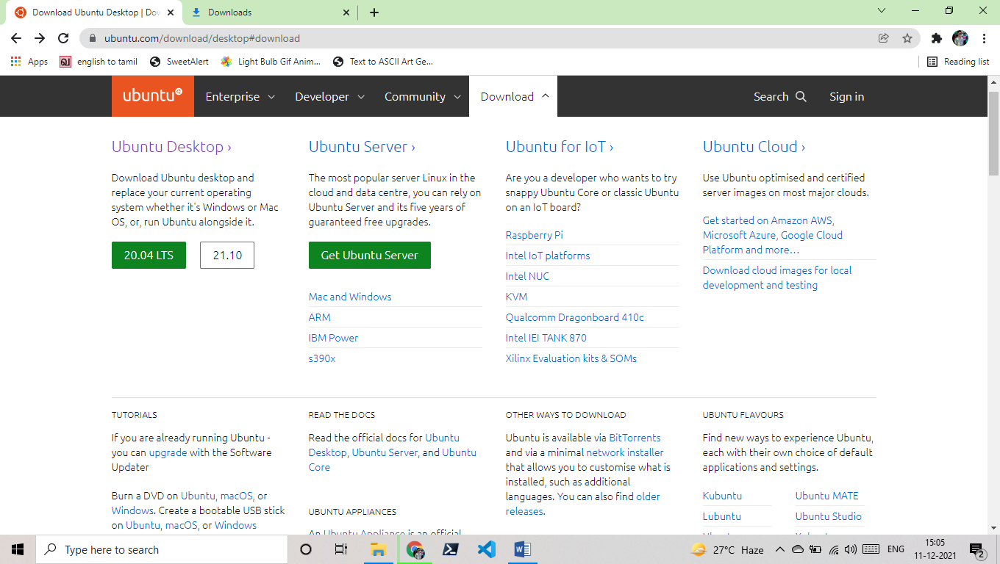 Download Ubuntu Desktop | Dow
Downloads
ubuntu.com/download/desktop#download
Apps
english to tamil
SweetAlert
Light Bulb Gif Anim...
Text to ASCII Art Ge...
Reading list
ubuntu
Enterprise
Developer
Community
Download
Search
Sign in
Ubuntu Desktop ›
Download Ubuntu desktop and
replace your current operating
system whether it's Windows or Mac
OS, or, run Ubuntu alongside it.
20.04 LTS
21.10
Ubuntu Server ›
The most popular server Linux in the
cloud and data centre, you can rely on
Ubuntu Server and its five years of
guaranteed free upgrades.
Get Ubuntu Server
Mac and Windows
ARM
IBM Power
s390x
Ubuntu for IoT ›
Are you a developer who wants to try
snappy Ubuntu Core or classic Ubuntu
on an IoT board?
Raspberry Pi
Intel IoT platforms
Intel NUC
KVM
Qualcomm Dragonboard 410c
Intel IEI TANK 870
Xilinx Evaluation kits & SOMs
Ubuntu Cloud ›
Use Ubuntu optimised and certified
server images on most major clouds.
Get started on Amazon AWS,
Microsoft Azure, Google Cloud
Platform and more…
Download cloud images for local
development and testing
TUTORIALS
If you are already running Ubuntu -
you can upgrade with the Software
Updater
Burn a DVD on Ubuntu, macOS, or
Windows. Create a bootable USB stick
on Ubuntu, macOS, or Windows
READ THE DOCS
Read the official docs for Ubuntu
Desktop, Ubuntu Server, and Ubuntu
Core
UBUNTU APPLIANCES
An Ubuntu Appliance is an official
OTHER WAYS TO DOWNLOAD
Ubuntu is available via BitTorrents
and via a minimal network installer
that allows you to customise what is
installed, such as additional
languages. You can also find older
releases.
UBUNTU FLAVOURS
Find new ways to experience Ubuntu,
each with their own choice of default
applications and settings.
Kubuntu
Ubuntu MATE
Lubuntu
Ubuntu Studio
Type here to search
27°C Haze
ENG
15:05
11-12-2021
2